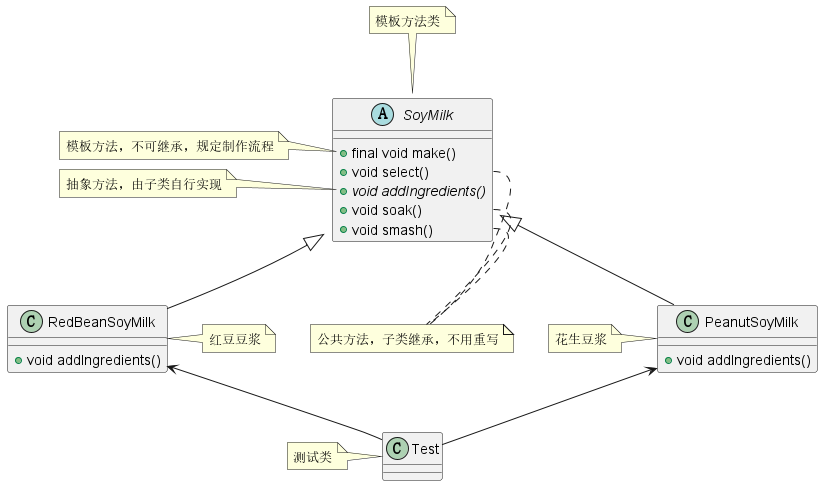 模板方法类
A SoyMilk
模板方法，不可继承，规定制作流程
final void make()
void select()
抽象方法，由子类自行实现
void addIngredients()
void soak()
void smash()
C RedBeanSoyMilk
void addIngredients()
红豆豆浆
公共方法，子类继承，不用重写
花生豆浆
C PeanutSoyMilk
void addIngredients()
测试类
C Test